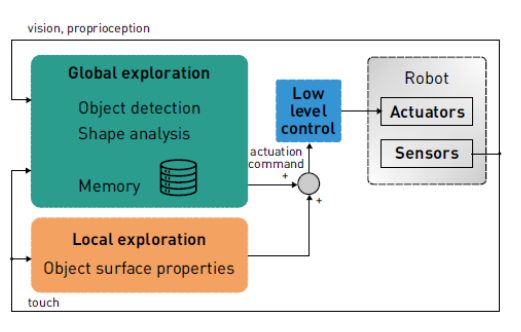 vision, proprioception
Global exploration
Object detection
Shape analysis
Memory
Low
level
control
Robot
Actuators
Sensors
actuation
command
+
+
Local exploration
Object surface properties
touch